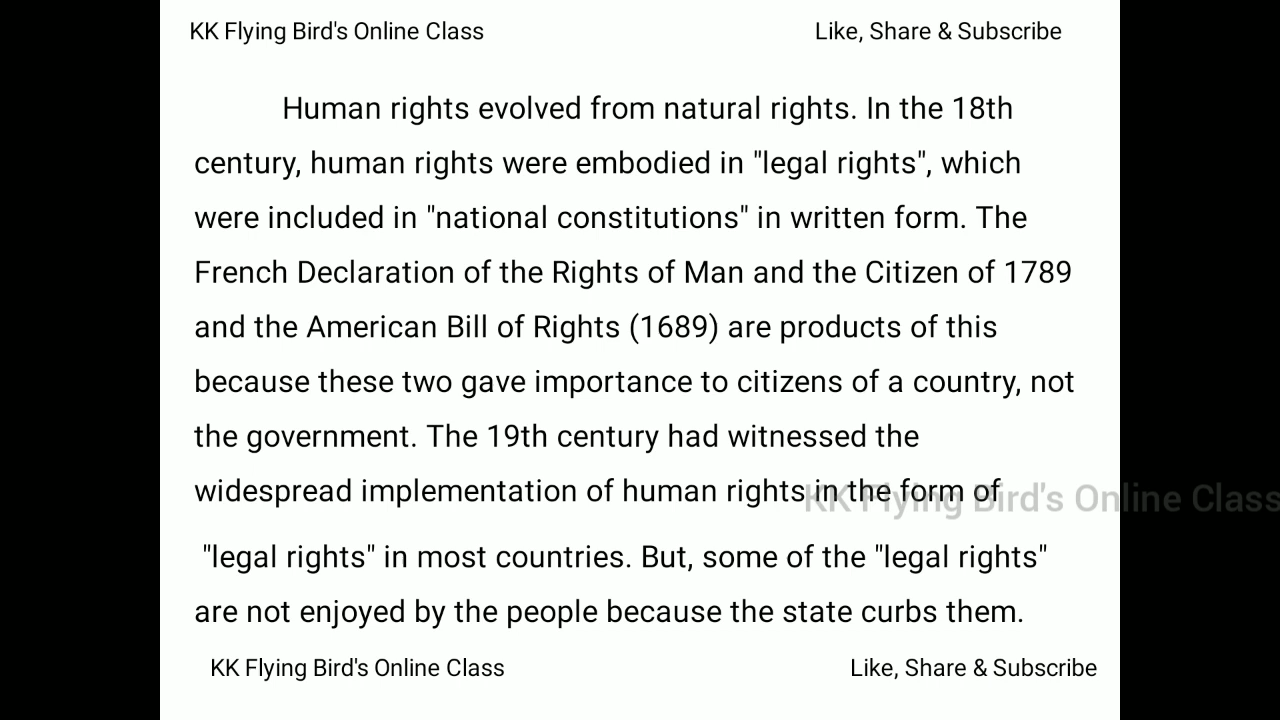 KK Flying Bird's Online Class Like, Share & Subscribe
Human rights evolved from natural rights. In the 18th
century, human rights were embodied in "legal rights", which
were included in "national constitutions" in written form. The
French Declaration of the Rights of Man and the Citizen of 1789
and the American Bill of Rights (1689) are products of this
because these two gave importance to citizens of a country, not
the government. The 19th century had witnessed the
widespread implementation of human rights in the form of
KK Flying Bird's Online Class
"legal rights" in most countries. But, some of the "legal rights"
are not enjoyed by the people because the state curbs them.
KK Flying Bird's Online Class Like, Share & Subscribe